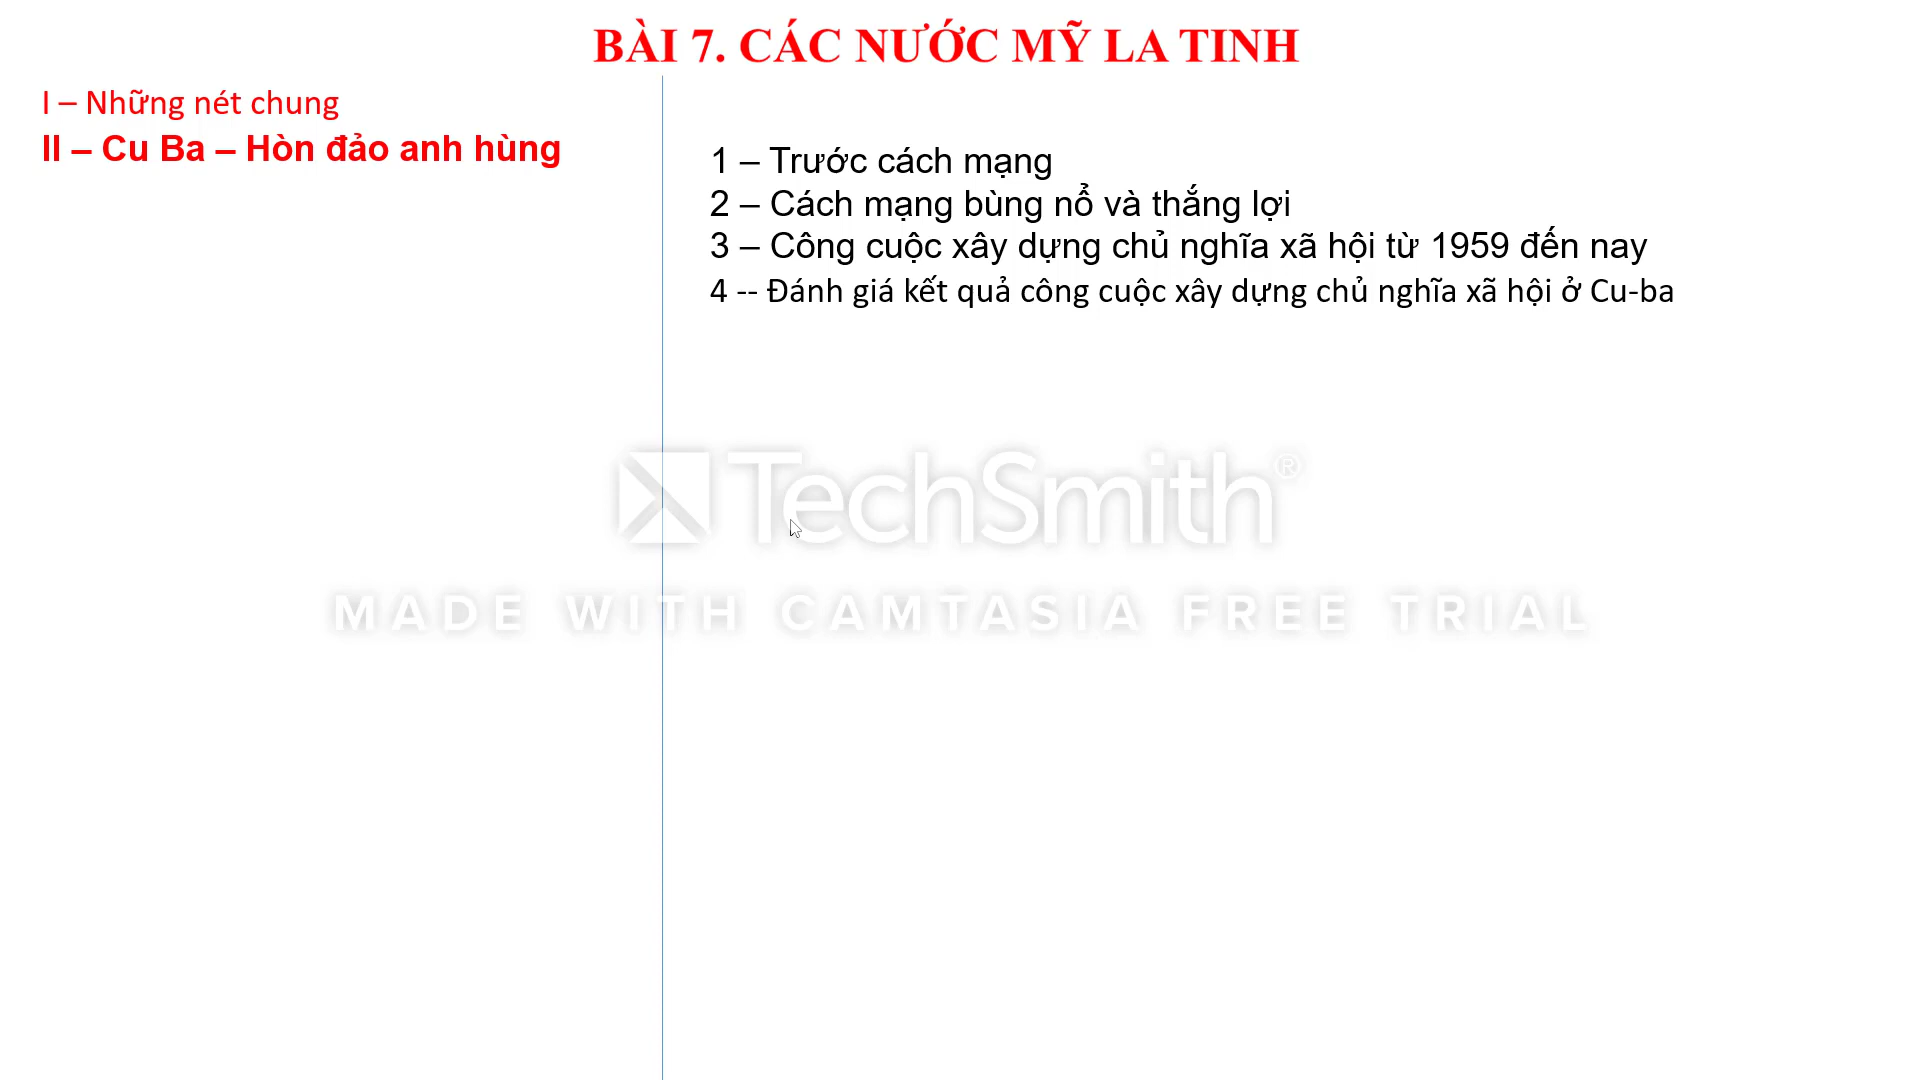 BÀI 7. CÁC NƯỚC MỸ LA TINH
I – Những nét chung
II – Cu Ba – Hòn đảo anh hùng
1 – Trước cách mạng
2 – Cách mạng bùng nổ và thắng lợi
3 – Công cuộc xây dựng chủ nghĩa xã hội từ 1959 đến nay
4 -- Đánh giá kết quả công cuộc xây dựng chủ nghĩa xã hội ở Cu-ba
TechSmith®
MADE WITH CAMTASIA FREE TRIAL